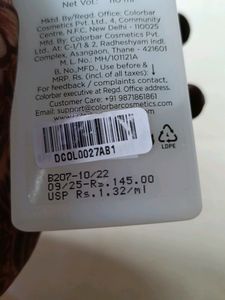 Net Vol.: 110 ml
Mktd. By/Regd. Office: Colorbar
Cosmetics Pvt. Ltd., 4, Community
Centre, N.F.C, New Delhi - 110025
Mfd. By: Colorbar Cosmetics Pvt.
Ltd., At: C-1/1 & 2, Radheshyam indl
Complex, Asangaon, Thane - 421601
M. L. No.: MH/101121A
B. No./MFD./Use before &
MRP. Rs. (incl. of all taxes):
For feedback / complaints contact,
Colorbar executive at Regd. Office address
Customer Care: +91 9871861861
Email: support@colorbarcosmetics.com
DCOL0027AB1
LDPE
B207-10/22
09/25-Rs.145.00
USP Rs.1.32/ml